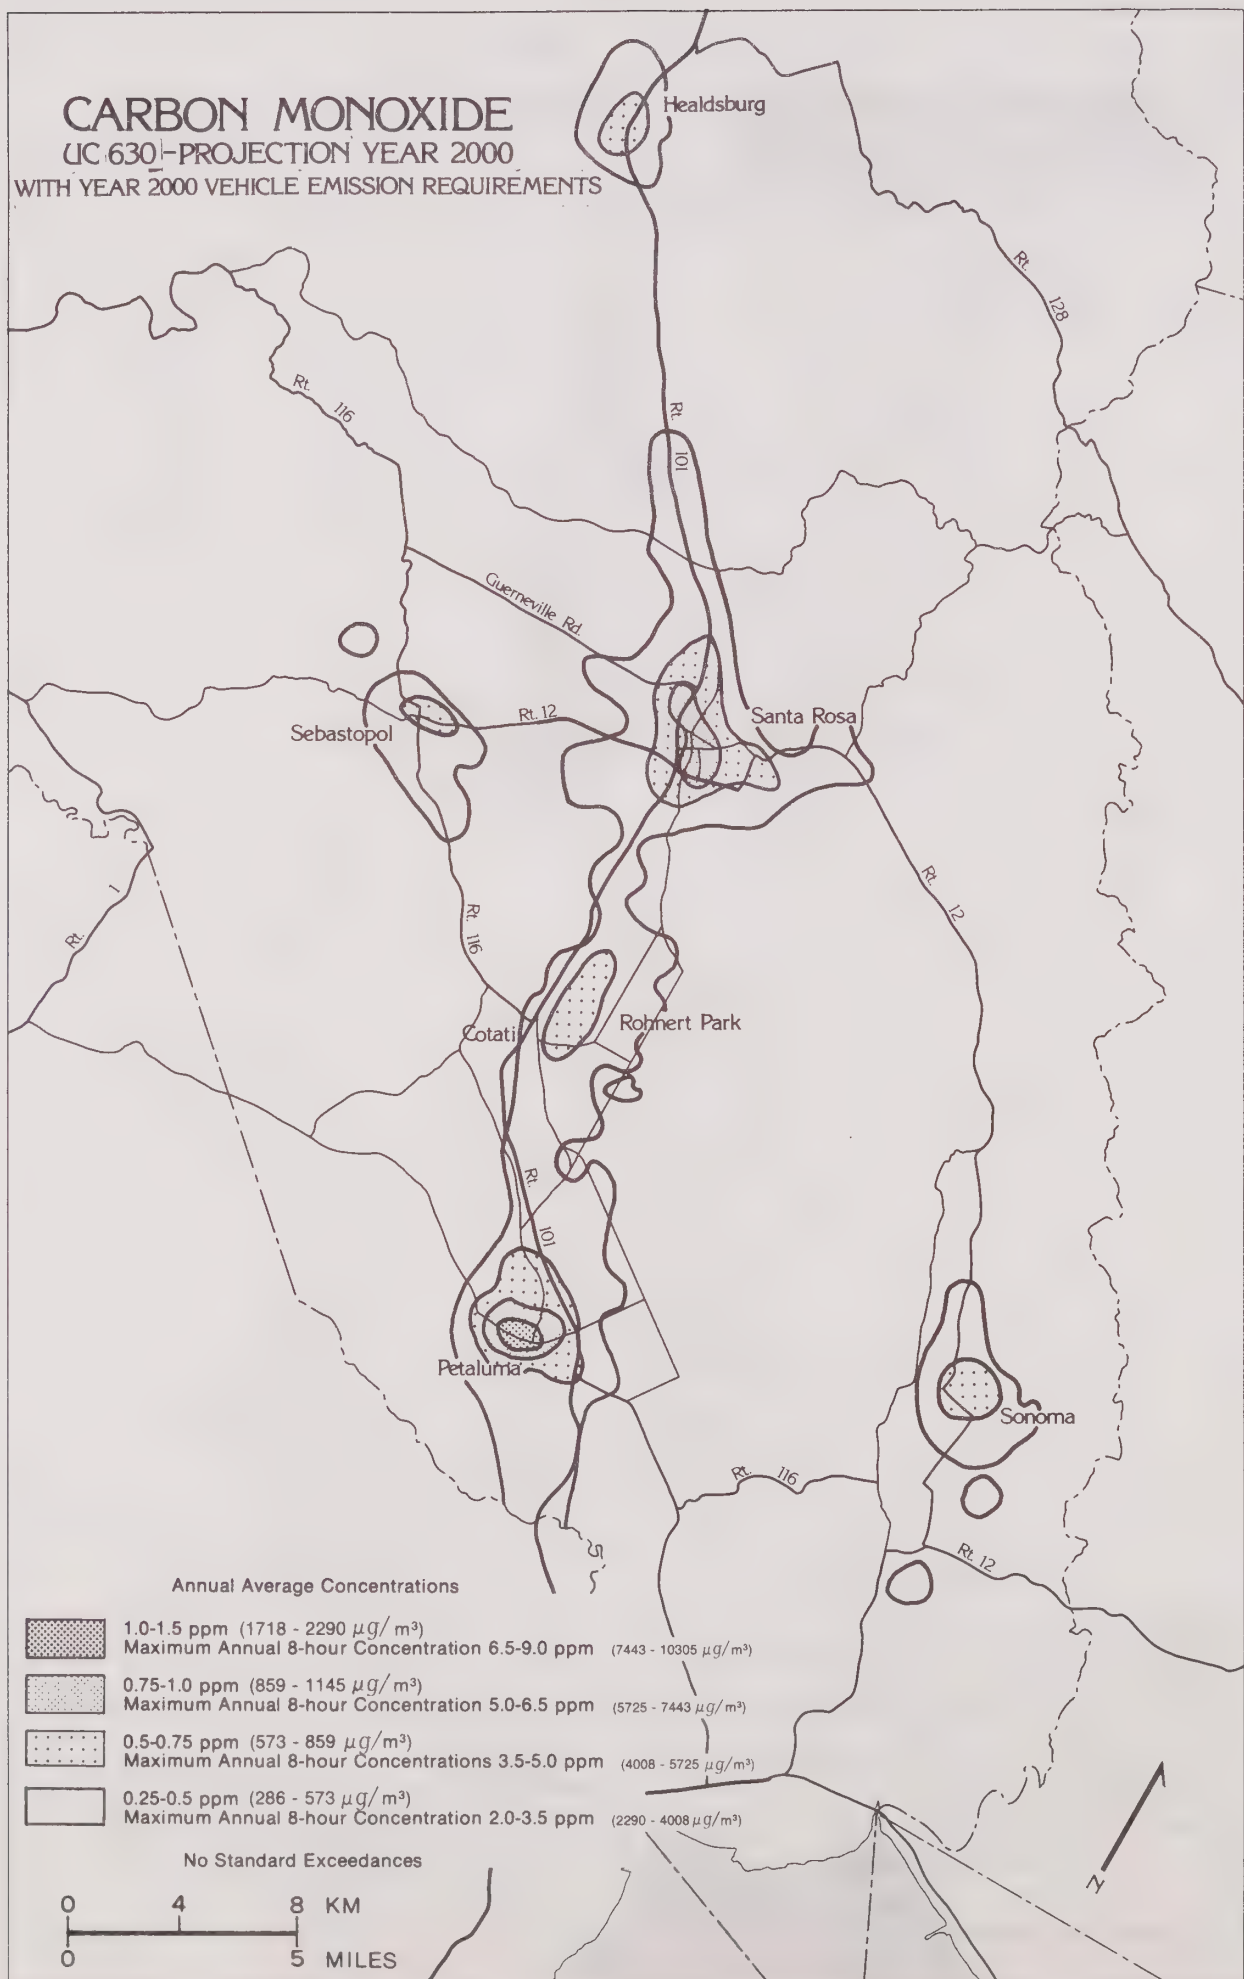 CARBON MONOXIDE
UC 630 - PROJECTION YEAR 2000
WITH YEAR 2000 VEHICLE EMISSION REQUIREMENTS
Healdsburg
Rt. 128
Rt. 116
Rt. 101
Guerneville Rd.
Santa Rosa
Rt. 12
Sebastopol
Rt. 12
Rt. 1
Rt. 116
Rohnert Park
Cotati
Rt. 101
Petaluma
Sonoma
Rt. 116
Rt. 12
Annual Average Concentrations
1.0-1.5 ppm (1718 - 2290 µg/m³)
Maximum Annual 8-hour Concentration 6.5-9.0 ppm (7443 - 10305 µg/m³)
0.75-1.0 ppm (859 - 1145 µg/m³)
Maximum Annual 8-hour Concentration 5.0-6.5 ppm (5725 - 7443 µg/m³)
0.5-0.75 ppm (573 - 859 µg/m³)
Maximum Annual 8-hour Concentrations 3.5-5.0 ppm (4008 - 5725 µg/m³)
0.25-0.5 ppm (286 - 573 µg/m³)
Maximum Annual 8-hour Concentration 2.0-3.5 ppm (2290 - 4008 µg/m³)
No Standard Exceedances
0 4 8 KM
0 5 MILES
N